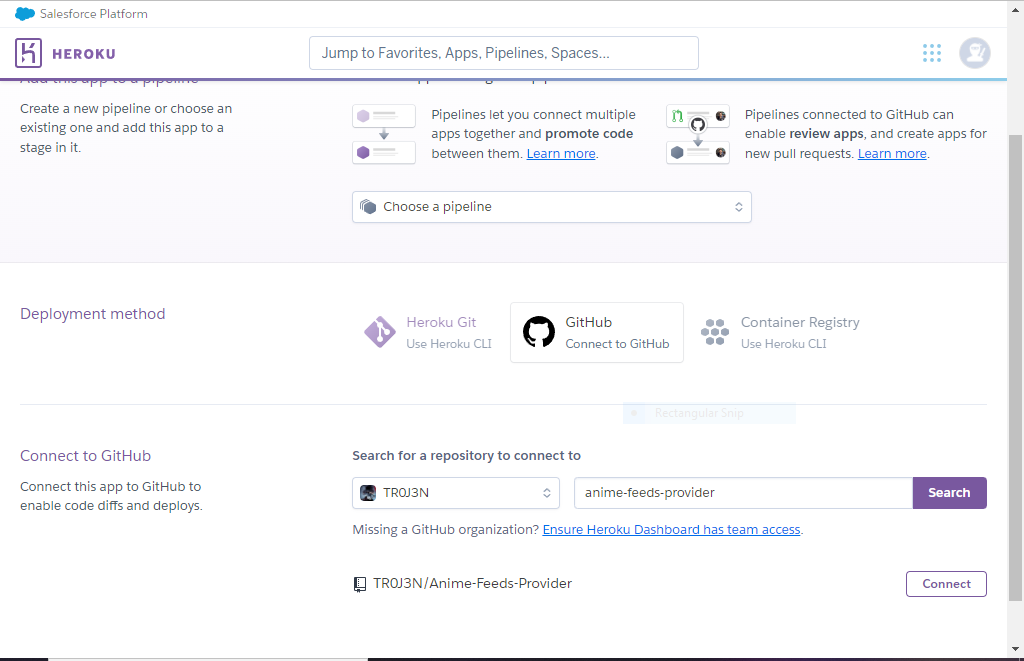 Salesforce Platform
HEROKU
Jump to Favorites, Apps, Pipelines, Spaces...
Add this app to a pipeline
Create a new pipeline or choose an
existing one and add this app to a
stage in it.
Pipelines let you connect multiple
apps together and promote code
between them. Learn more.
Pipelines connected to GitHub can
enable review apps, and create apps for
new pull requests. Learn more.
Choose a pipeline
Deployment method
Heroku Git
Use Heroku CLI
GitHub
Connect to GitHub
Container Registry
Use Heroku CLI
Rectangular Snip
Connect to GitHub
Connect this app to GitHub to
enable code diffs and deploys.
Search for a repository to connect to
TR0J3N
anime-feeds-provider
Search
Missing a GitHub organization? Ensure Heroku Dashboard has team access.
TR0J3N/Anime-Feeds-Provider
Connect